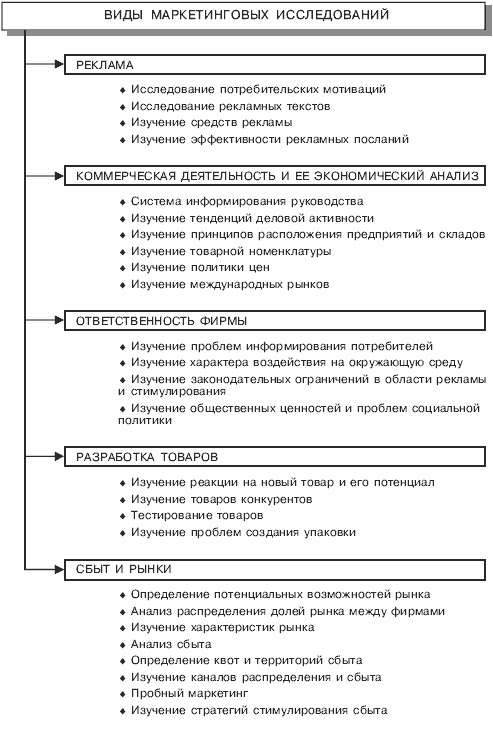 ВИДЫ МАРКЕТИНГОВЫХ ИССЛЕДОВАНИЙ
РЕКЛАМА
♦ Исследование потребительских мотиваций
♦ Исследование рекламных текстов
♦ Изучение средств рекламы
♦ Изучение эффективности рекламных посланий
КОММЕРЧЕСКАЯ ДЕЯТЕЛЬНОСТЬ И ЕЕ ЭКОНОМИЧЕСКИЙ АНАЛИЗ
♦ Система информирования руководства
♦ Изучение тенденций деловой активности
♦ Изучение принципов расположения предприятий и складов
♦ Изучение товарной номенклатуры
♦ Изучение политики цен
♦ Изучение международных рынков
ОТВЕТСТВЕННОСТЬ ФИРМЫ
♦ Изучение проблем информирования потребителей
♦ Изучение характера воздействия на окружающую среду
♦ Изучение законодательных ограничений в области рекламы
и стимулирования
♦ Изучение общественных ценностей и проблем социальной
политики
РАЗРАБОТКА ТОВАРОВ
♦ Изучение реакции на новый товар и его потенциал
♦ Изучение товаров конкурентов
♦ Тестирование товаров
♦ Изучение проблем создания упаковки
СБЫТ И РЫНКИ
♦ Определение потенциальных возможностей рынка
♦ Анализ распределения долей рынка между фирмами
♦ Изучение характеристик рынка
♦ Анализ сбыта
♦ Определение квот и территорий сбыта
♦ Изучение каналов распределения и сбыта
♦ Пробный маркетинг
♦ Изучение стратегий стимулирования сбыта